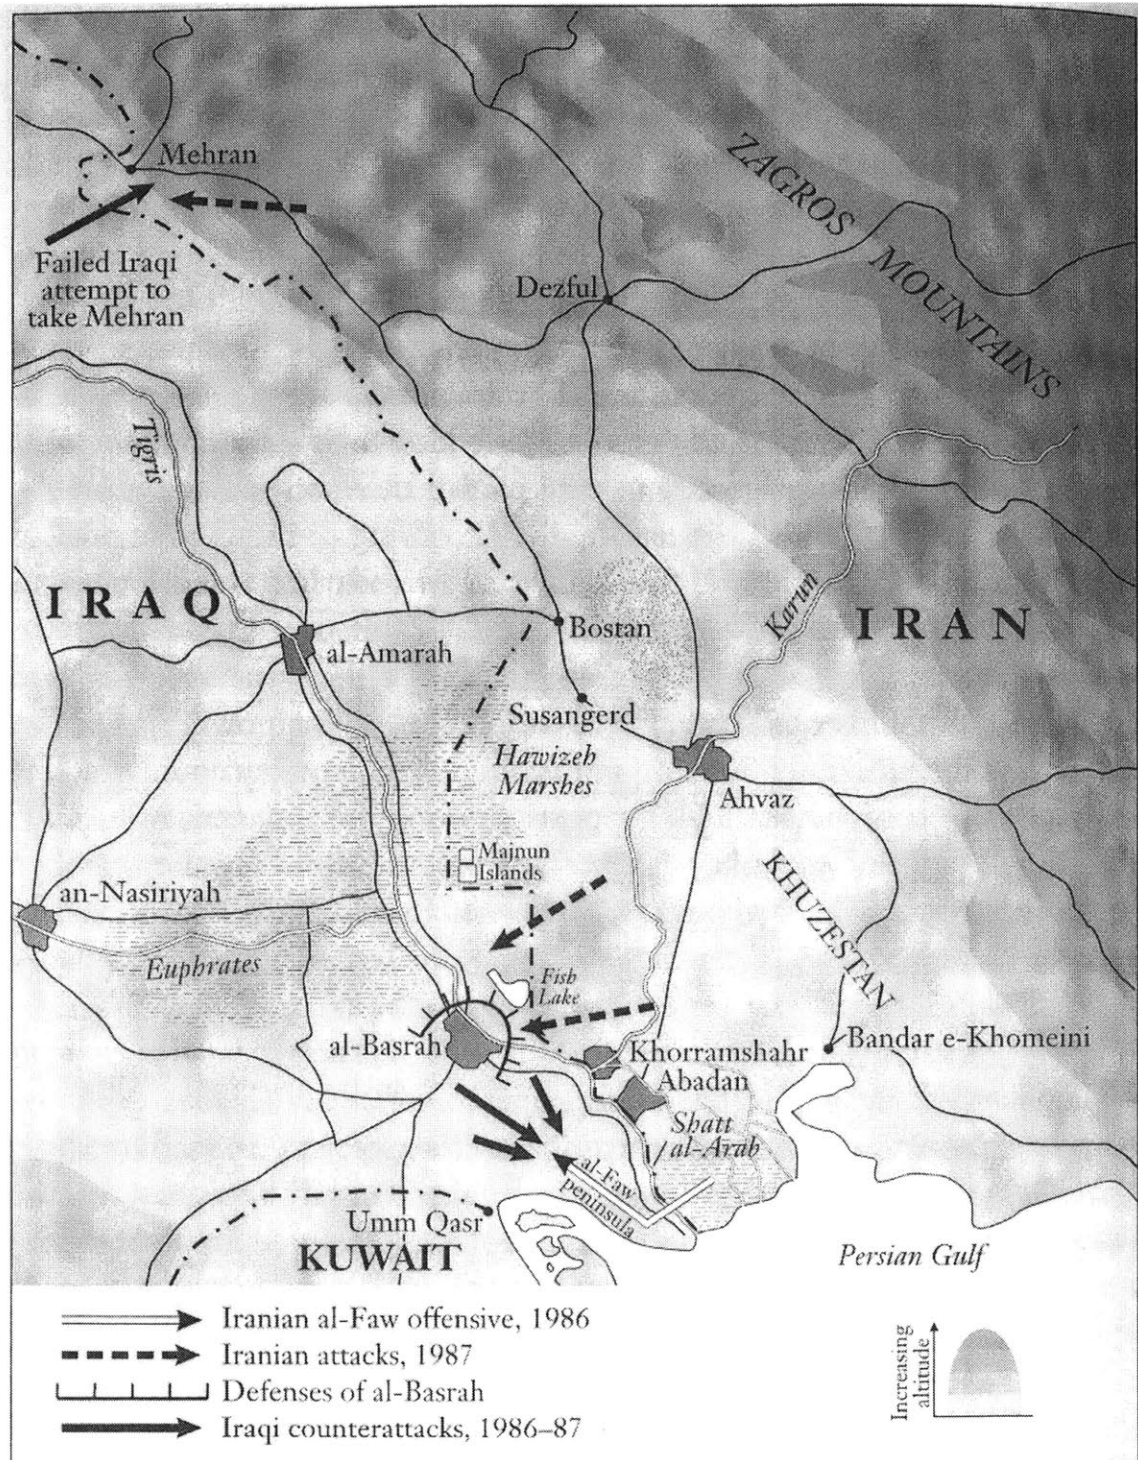 Mehran
ZAGROS MOUNTAINS
Failed Iraqi
attempt to
take Mehran
Dezful
Tigris
Karun
IRAQ
IRAN
Bostan
al-Amarah
Susangerd
Hawizeh
Marshes
Ahvaz
Majnun
Islands
KHUZESTAN
an-Nasiriyah
Euphrates
Fish
Lake
al-Basrah
Khorramshahr
Bandar e-Khomeini
Abadan
Shatt
al-Arab
al-Faw
peninsula
Umm Qasr
KUWAIT
Persian Gulf
Iranian al-Faw offensive, 1986
Iranian attacks, 1987
Defenses of al-Basrah
Iraqi counterattacks, 1986–87
Increasing
altitude